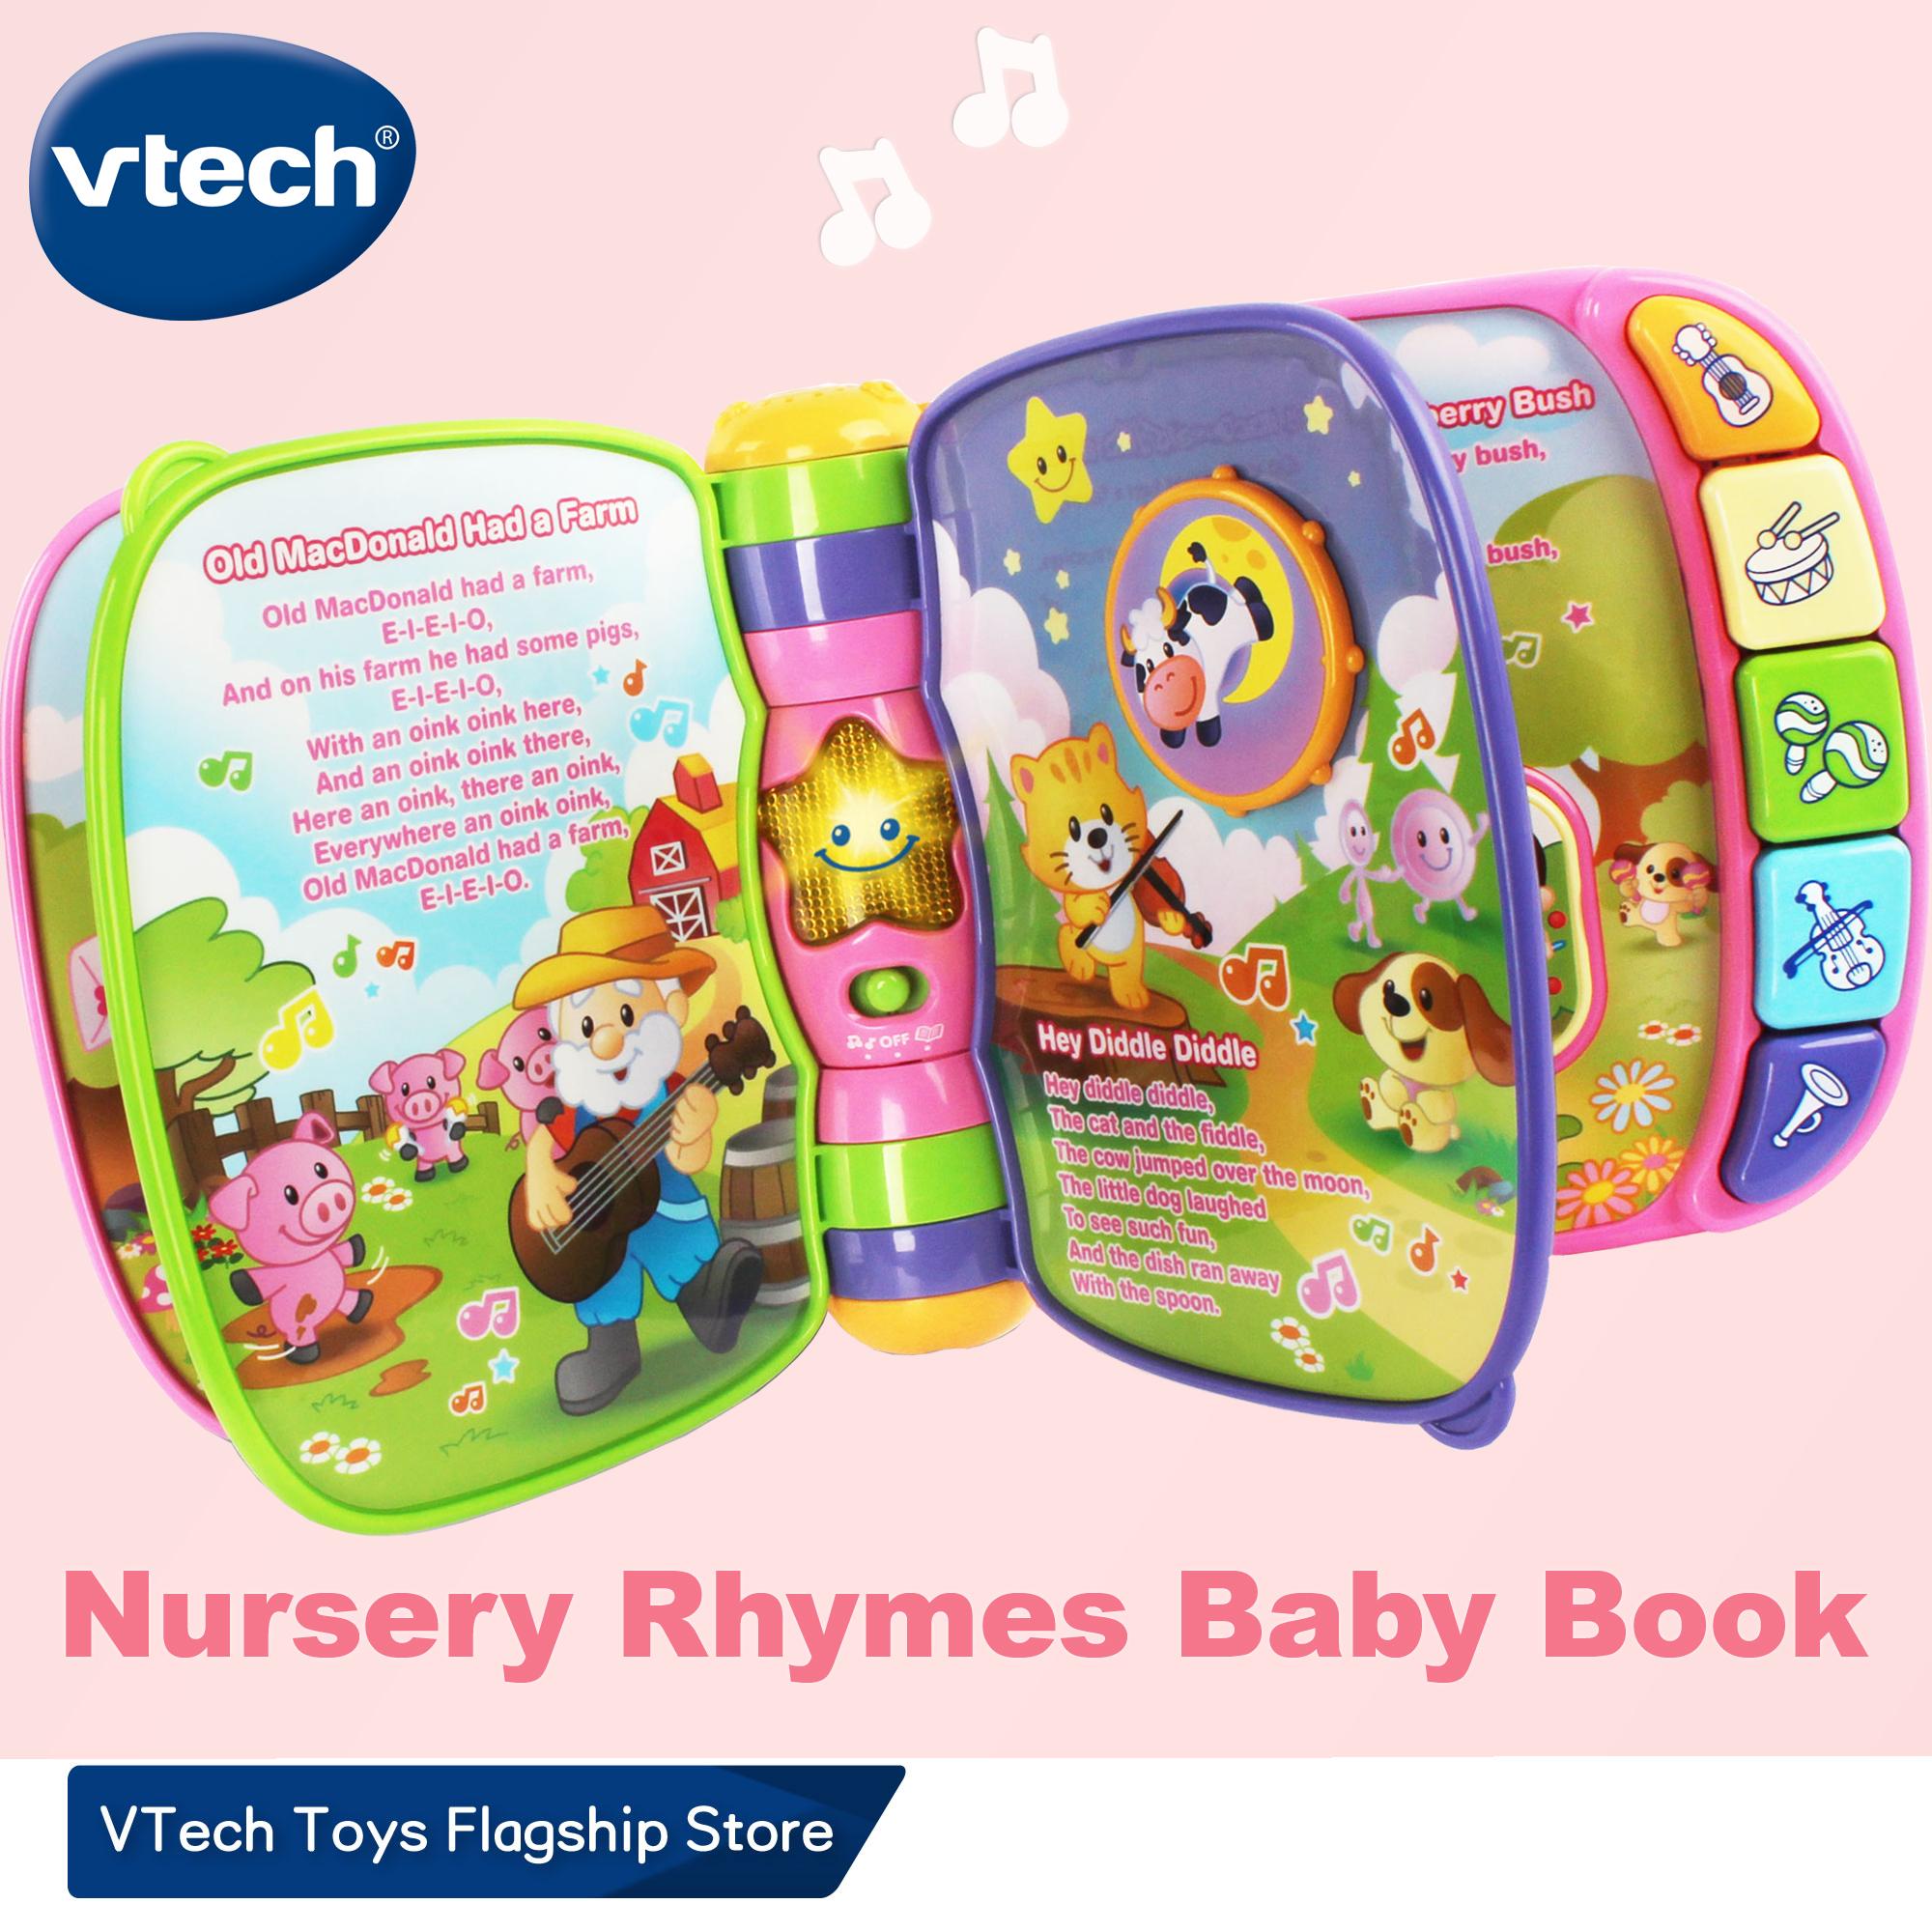 vtech®
Old MacDonald Had a Farm
Old MacDonald had a farm,
E-I-E-I-O,
And on his farm he had some pigs,
E-I-E-I-O,
With an oink oink here,
And an oink oink there,
Here an oink, there an oink,
Everywhere an oink oink,
Old MacDonald had a farm,
E-I-E-I-O.
OFF
Hey Diddle Diddle
Hey diddle diddle,
The cat and the fiddle,
The cow jumped over the moon,
The little dog laughed
To see such fun,
And the dish ran away
With the spoon.
erry Bush
y bush,
bush,
Nursery Rhymes Baby Book
VTech Toys Flagship Store